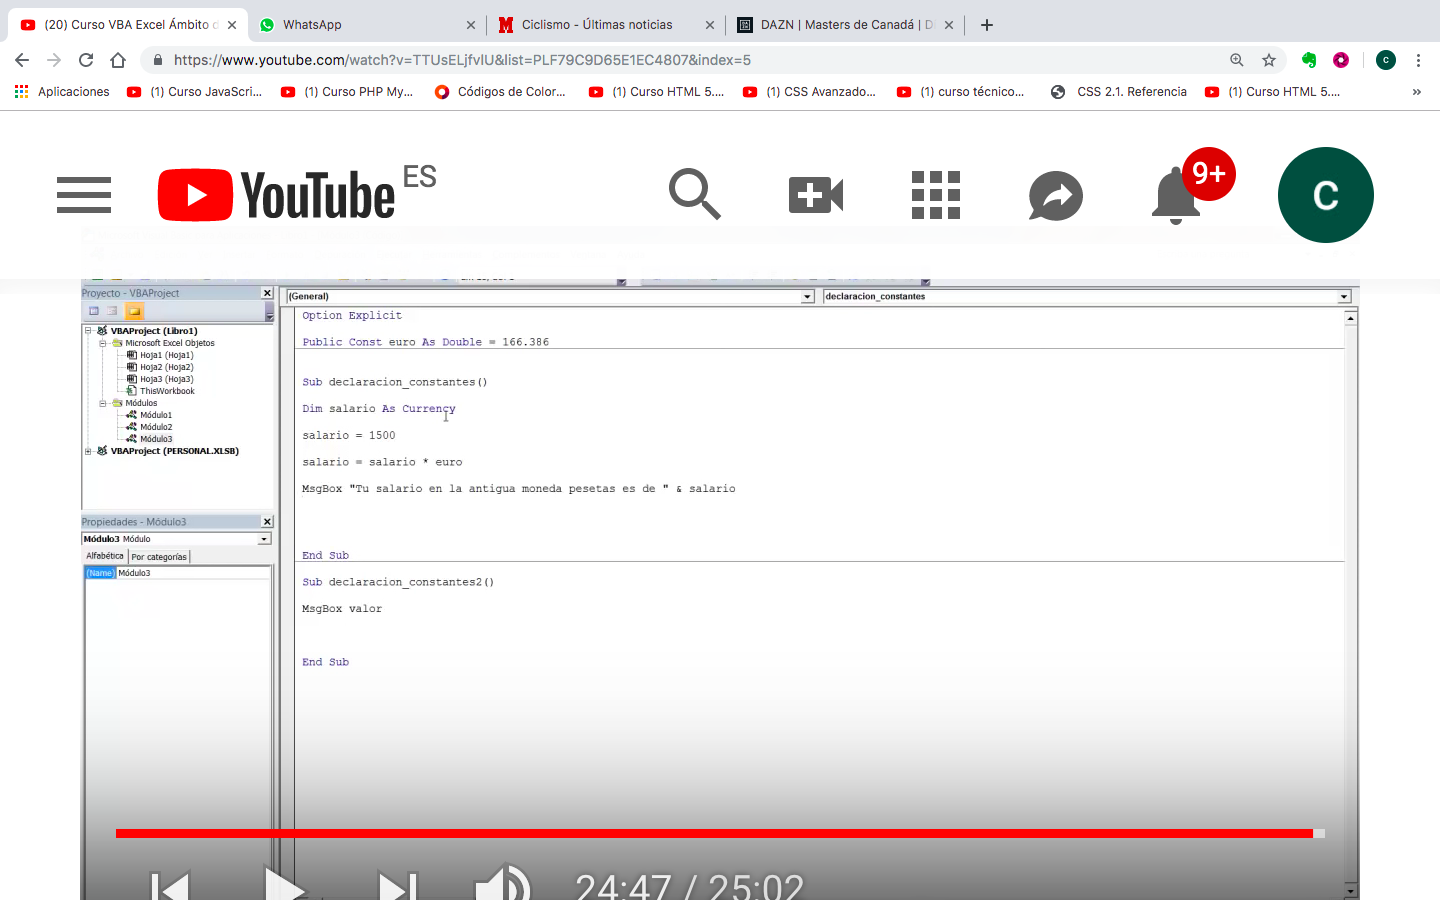 (20) Curso VBA Excel Ámbito d
WhatsApp
Ciclismo - Últimas noticias
DAZN | Masters de Canadá | D
https://www.youtube.com/watch?v=TTUsELjfvlU&list=PLF79C9D65E1EC4807&index=5
C
Aplicaciones
(1) Curso JavaScri...
(1) Curso PHP My...
Códigos de Color...
(1) Curso HTML 5....
(1) CSS Avanzado...
(1) curso técnico...
CSS 2.1. Referencia
(1) Curso HTML 5....
»
YouTube ES
9+
C
Proyecto - VBAProject
VBAProject (Libro1)
Microsoft Excel Objetos
Hoja1 (Hoja1)
Hoja2 (Hoja2)
Hoja3 (Hoja3)
ThisWorkbook
Módulos
Módulo1
Módulo2
Módulo3
VBAProject (PERSONAL.XLSB)
Propiedades - Módulo3
Módulo3 Módulo
Alfabética Por categorías
(Name) Módulo3
(General)
declaracion_constantes
Option Explicit
Public Const euro As Double = 166.386
Sub declaracion_constantes()
Dim salario As Currency
salario = 1500
salario = salario * euro
MsgBox "Tu salario en la antigua moneda pesetas es de " & salario
End Sub
Sub declaracion_constantes2()
MsgBox valor
End Sub
24:47 / 25:02